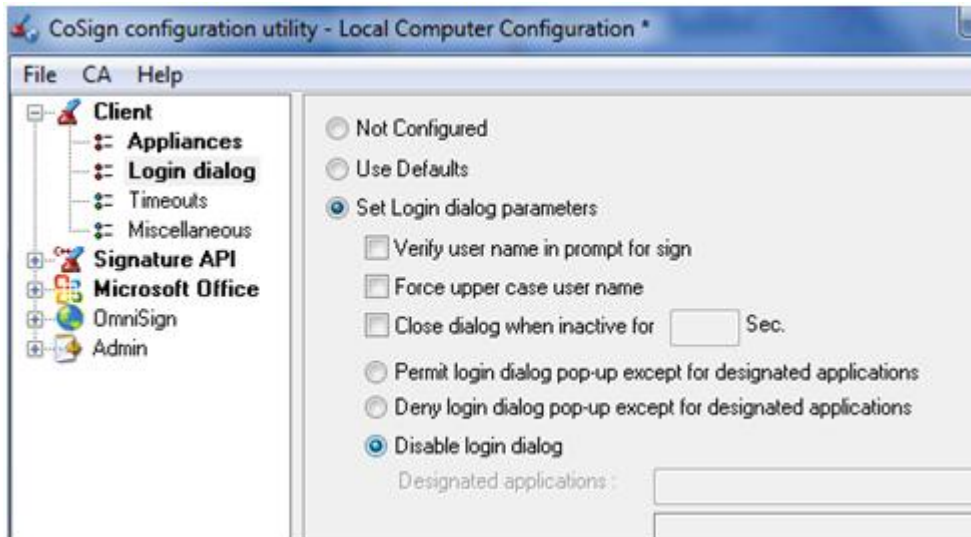 CoSign configuration utility - Local Computer Configuration *
File CA Help
Client
Appliances
Login dialog
Timeouts
Miscellaneous
Signature API
Microsoft Office
OmniSign
Admin
Not Configured
Use Defaults
Set Login dialog parameters
Verify user name in prompt for sign
Force upper case user name
Close dialog when inactive for Sec.
Permit login dialog pop-up except for designated applications
Deny login dialog pop-up except for designated applications
Disable login dialog
Designated applications :